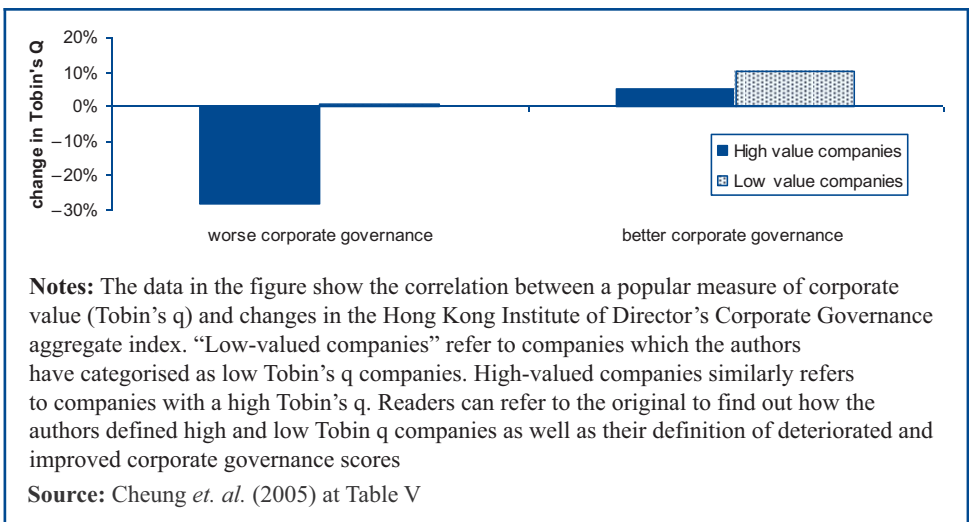 change in Tobin's Q
20%
10%
0%
–10%
–20%
–30%
High value companies
Low value companies
worse corporate governance
better corporate governance
Notes: The data in the figure show the correlation between a popular measure of corporate
value (Tobin’s q) and changes in the Hong Kong Institute of Director’s Corporate Governance
aggregate index. “Low-valued companies” refer to companies which the authors
have categorised as low Tobin’s q companies. High-valued companies similarly refers
to companies with a high Tobin’s q. Readers can refer to the original to find out how the
authors defined high and low Tobin q companies as well as their definition of deteriorated and
improved corporate governance scores
Source: Cheung et. al. (2005) at Table V